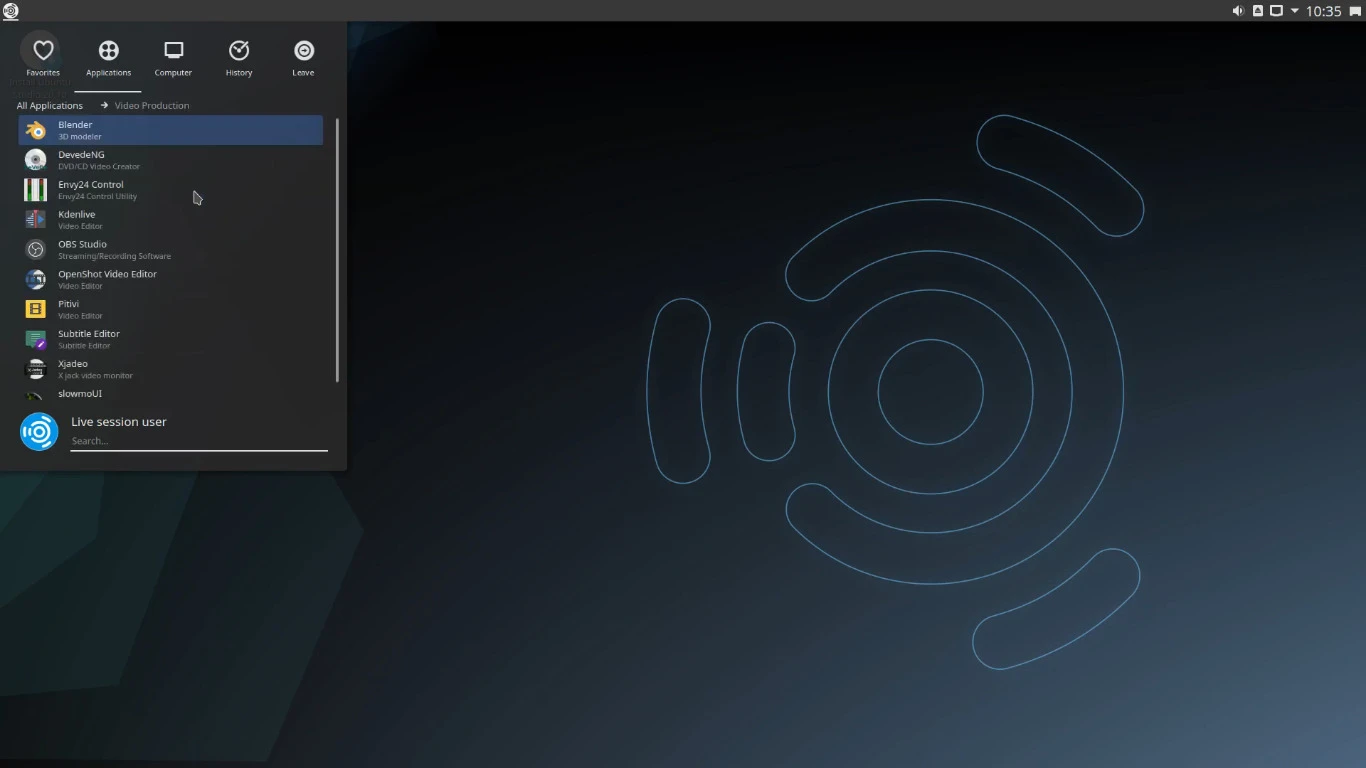 10:35
Favorites
Applications
Computer
History
Leave
All Applications
Video Production
Blender
3D modeler
DevedeNG
DVD/CD Video Creator
Envy24 Control
Envy24 Control Utility
Kdenlive
Video Editor
OBS Studio
Streaming/Recording Software
OpenShot Video Editor
Video Editor
Pitivi
Video Editor
Subtitle Editor
Subtitle Editor
Xjadeo
X jack video monitor
slowmoUI
Live session user
Search...